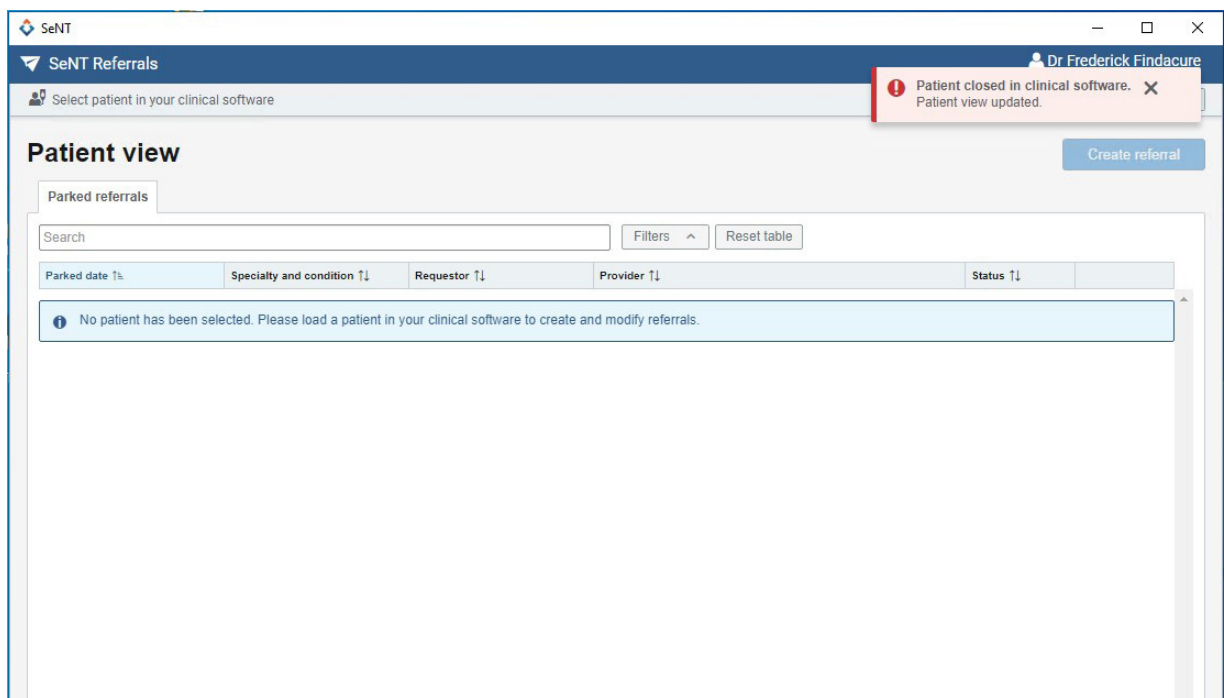 SeNT
SeNT Referrals
Dr Frederick Findacure
Select patient in your clinical software
Patient closed in clinical software.
Patient view updated.
Patient view
Create referral
Parked referrals
Search
Filters
Reset table
Parked date
Specialty and condition
Requestor
Provider
Status
No patient has been selected. Please load a patient in your clinical software to create and modify referrals.